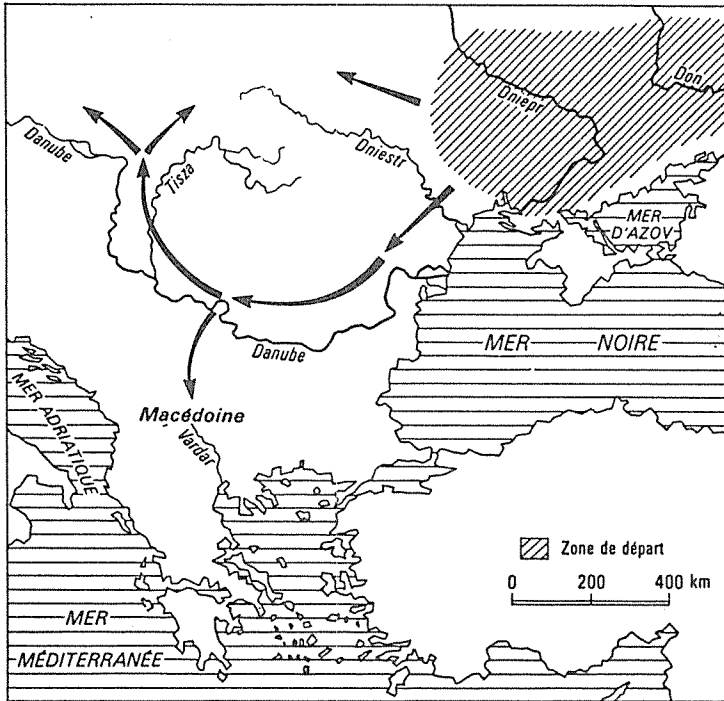 Don
Dniepr
Danube
Dniestr
Tisza
MER
D'AZOV
MER NOIRE
Danube
MER ADRIATIQUE
Macédoine
Vardar
Zone de départ
0 200 400 km
MER
MÉDITERRANÉE